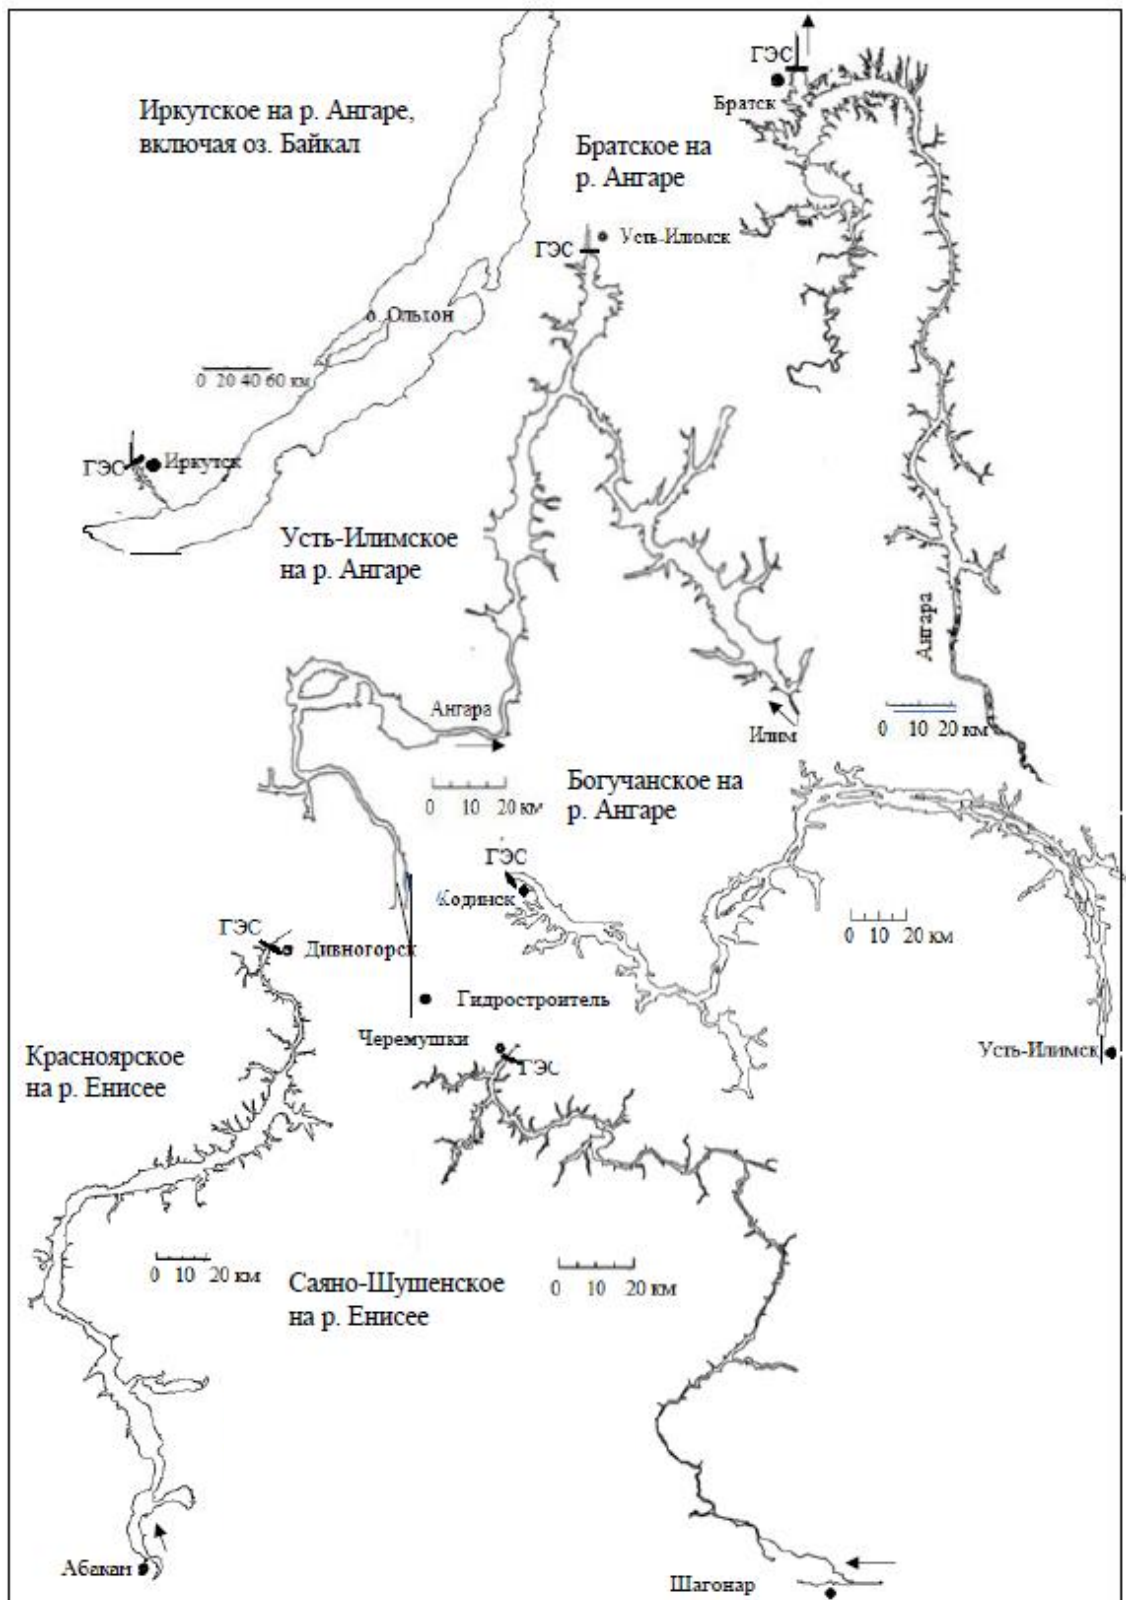 ГЭС
Братск
Иркутское на р. Ангаре,
включая оз. Байкал
Братское на
р. Ангаре
ГЭС
Усть-Илимск
о. Ольхон
0 20 40 60 км
ГЭС
Иркутск
Усть-Илимское
на р. Ангаре
Ангара
Ангара
Илим
0 10 20 км
0 20 км
Богучанское на
р. Ангаре
ГЭС
Кодинск
0 10 20 км
ГЭС
Дивногорск
Гидростроитель
Черемушки
ГЭС
Усть-Илимск
Красноярское
на р. Енисее
0 10 20 км
0 10 20 км
Саяно-Шушенское
на р. Енисее
Абакан
Шагонар